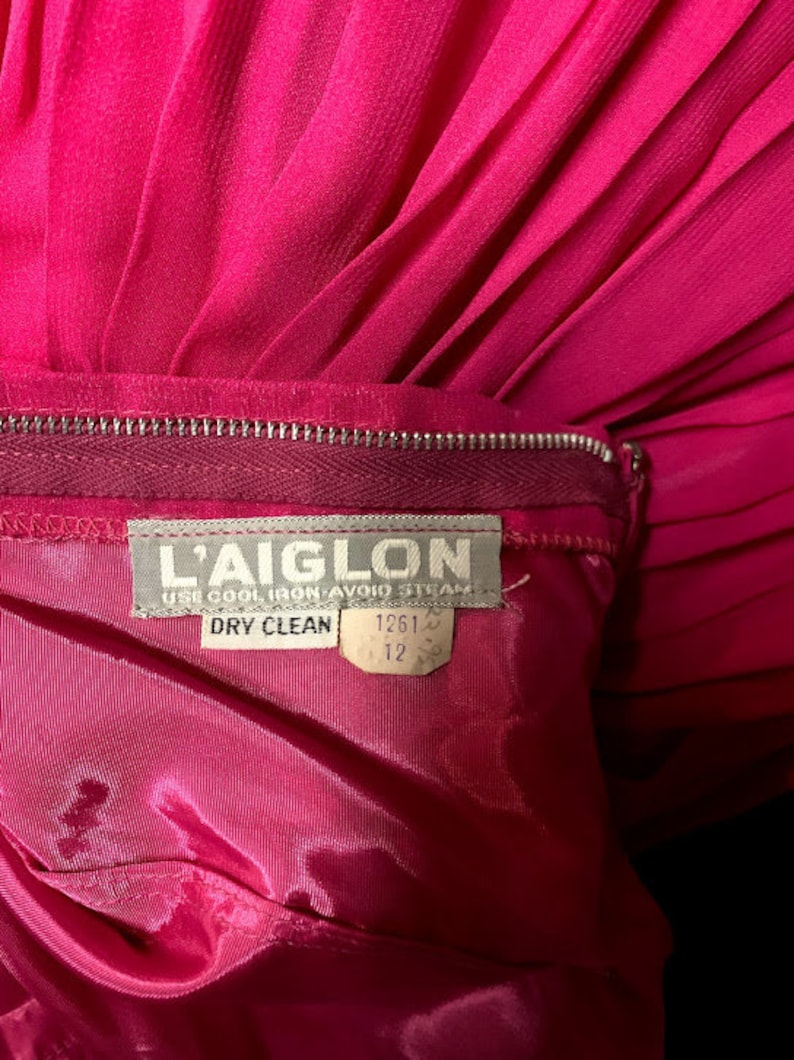 L'AIGLON
USE COOL IRON·AVOID STEAM
DRY CLEAN
1261
12